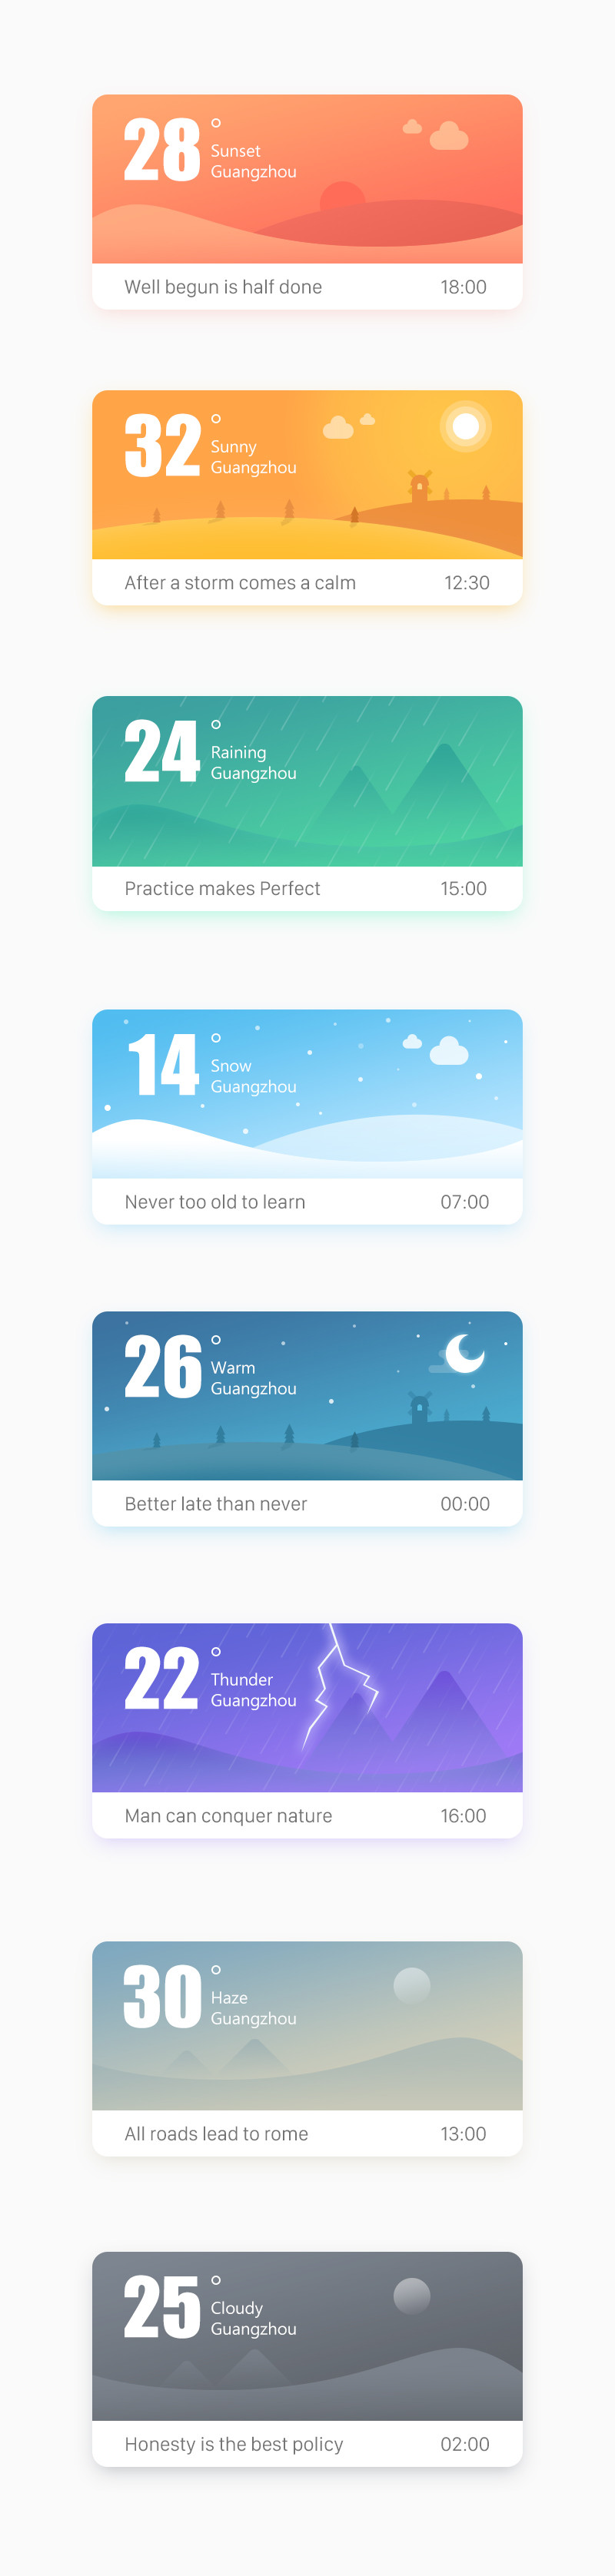 28°
Sunset
Guangzhou
Well begun is half done 18:00
32°
Sunny
Guangzhou
After a storm comes a calm 12:30
24°
Raining
Guangzhou
Practice makes Perfect 15:00
14°
Snow
Guangzhou
Never too old to learn 07:00
26°
Warm
Guangzhou
Better late than never 00:00
22°
Thunder
Guangzhou
Man can conquer nature 16:00
30°
Haze
Guangzhou
All roads lead to rome 13:00
25°
Cloudy
Guangzhou
Honesty is the best policy 02:00